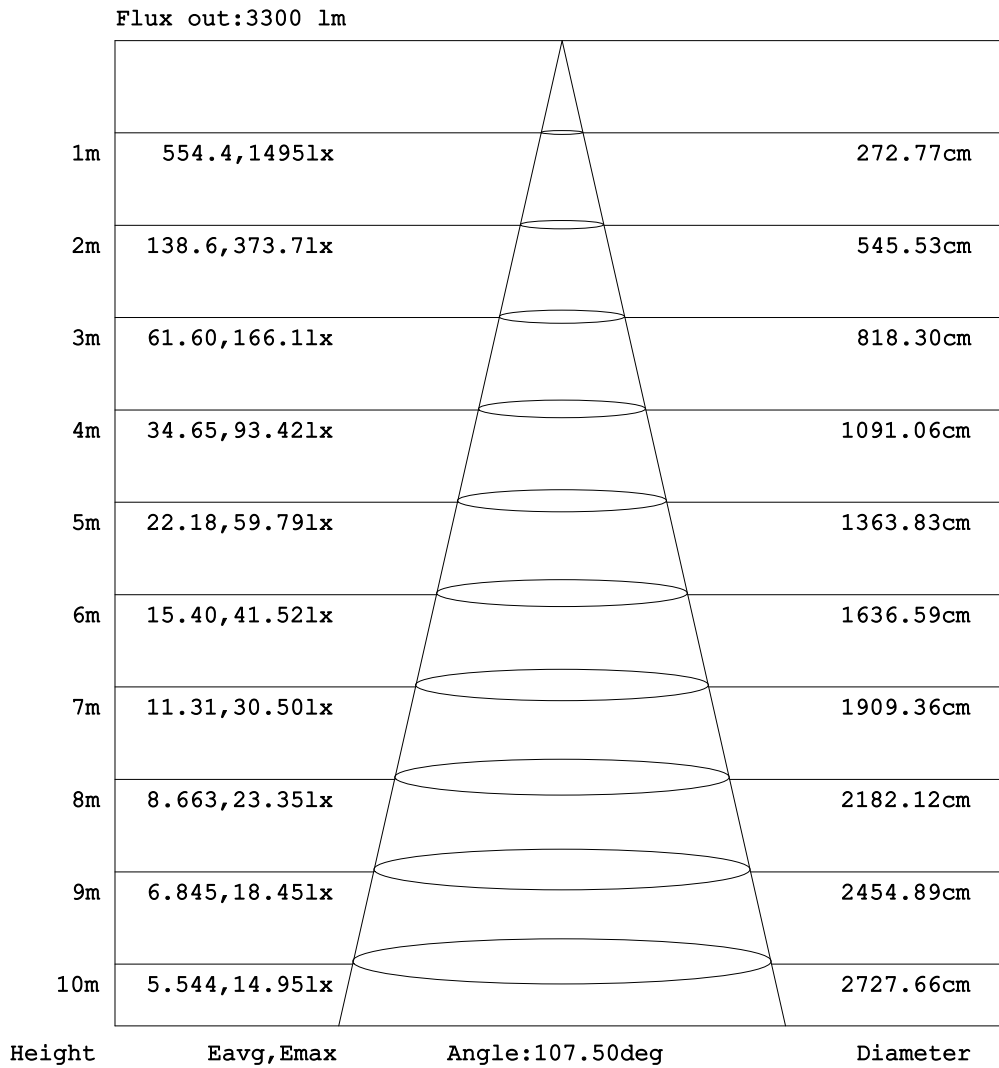 Flux out:3300 lm
1m 554.4,1495lx 272.77cm
2m 138.6,373.7lx 545.53cm
3m 61.60,166.1lx 818.30cm
4m 34.65,93.42lx 1091.06cm
5m 22.18,59.79lx 1363.83cm
6m 15.40,41.52lx 1636.59cm
7m 11.31,30.50lx 1909.36cm
8m 8.663,23.35lx 2182.12cm
9m 6.845,18.45lx 2454.89cm
10m 5.544,14.95lx 2727.66cm
Height Eavg,Emax Angle:107.50deg Diameter